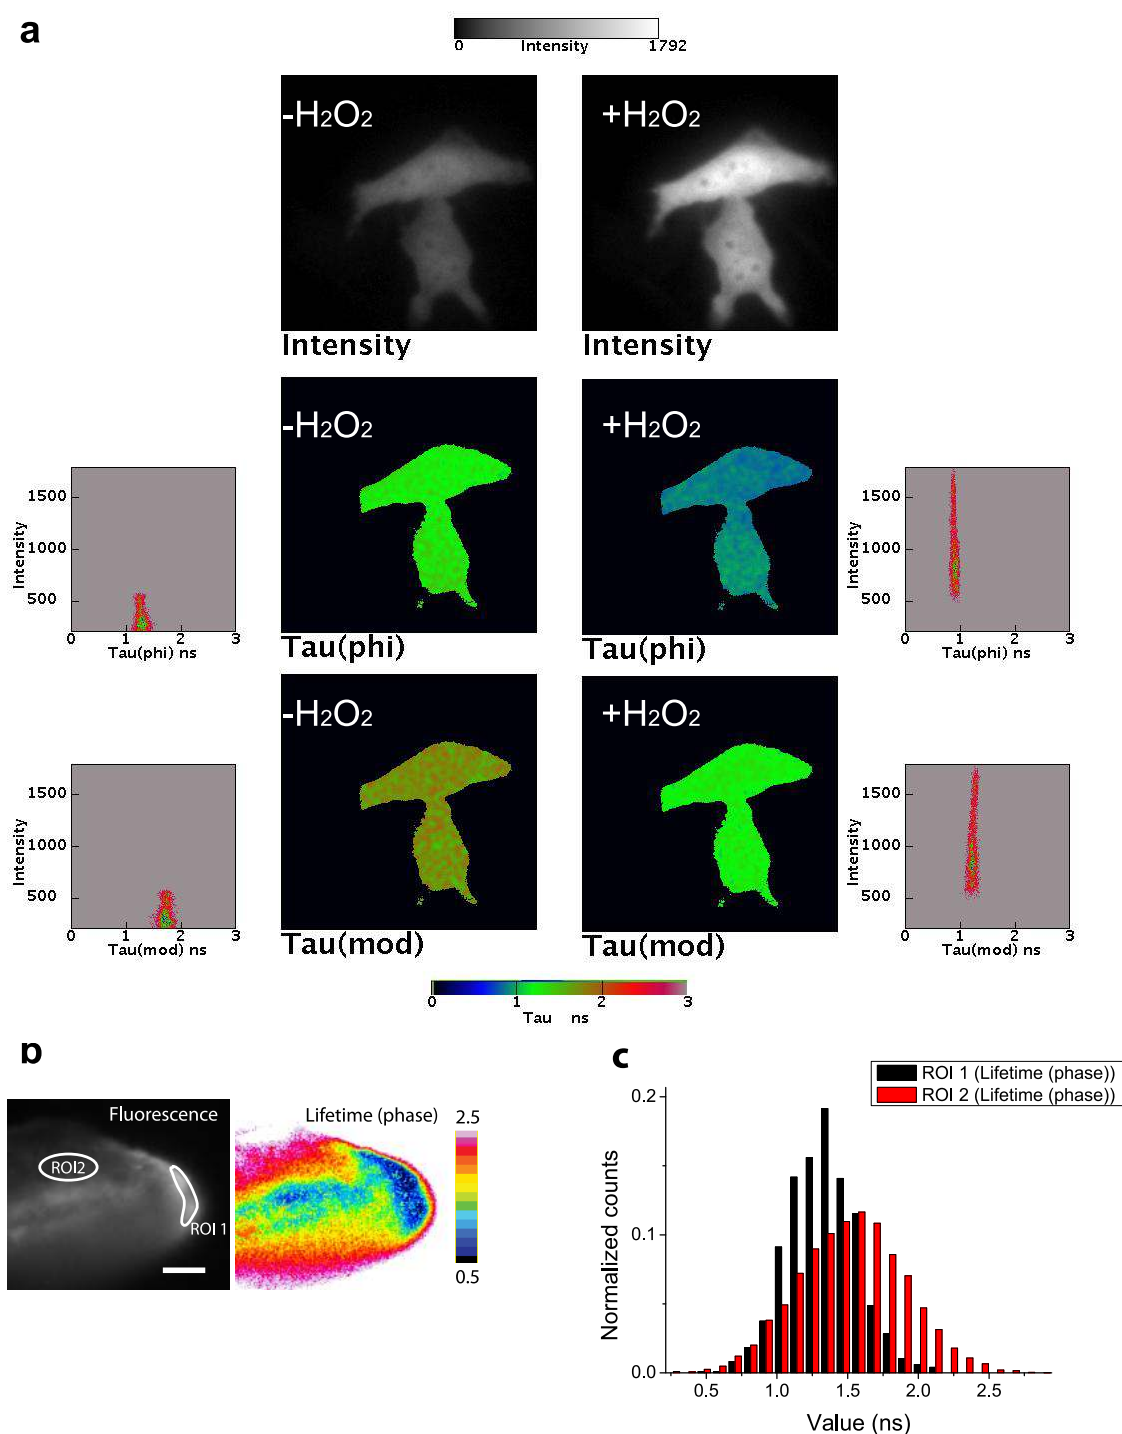 a
0 Intensity 1792
-H2O2
+H2O2
Intensity
Intensity
-H2O2
+H2O2
1500
1000
500
Intensity
0 1 2 3
Tau(phi) ns
Tau(phi)
Tau(phi)
1500
1000
500
Intensity
0 1 2 3
Tau(phi) ns
-H2O2
+H2O2
1500
1000
500
Intensity
0 1 2 3
Tau(mod) ns
Tau(mod)
Tau(mod)
1500
1000
500
Intensity
0 1 2 3
Tau(mod) ns
0 1 2 3
Tau ns
b
Fluorescence
ROI2
ROI 1
Lifetime (phase)
2.5
0.5
c
ROI 1 (Lifetime (phase))
ROI 2 (Lifetime (phase))
0.2
0.1
0.0
Normalized counts
0.5 1.0 1.5 2.0 2.5
Value (ns)